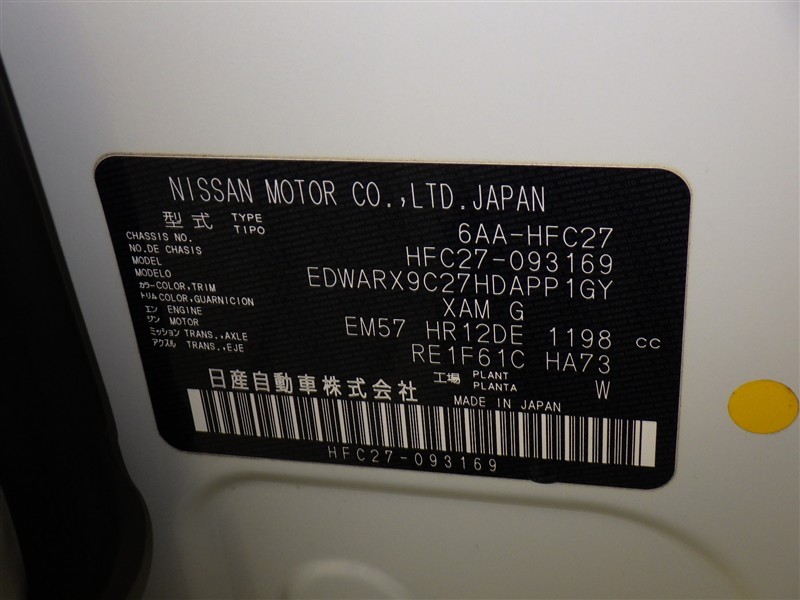 NISSAN MOTOR CO.,LTD.JAPAN
型式 TYPE TIPO 6AA-HFC27
CHASSIS NO. NO.DE CHASIS HFC27-093169
MODEL MODELO EDWARX9C27HDAPP1GY
カラー COLOR,TRIM トリム COLOR,GUARNICION XAM G
エンジン ENGINE MOTOR EM57 HR12DE 1198 cc
ミッション TRANS.,AXLE アクスル TRANS.,EJE RE1F61C HA73
工場 PLANT PLANTA W
日産自動車株式会社 MADE IN JAPAN
HFC27-093169